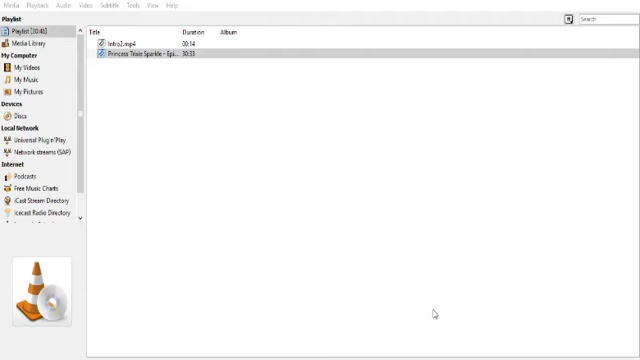 Media Playback Audio Video Subtitle Tools View Help
Playlist
Search
Playlist [30:48]
Title Duration Album
Media Library
Intro2.mp4 00:14
Princess Trixie Sparkle - Epi... 30:33
My Computer
My Videos
My Music
My Pictures
Devices
Discs
Local Network
Universal Plug'n'Play
Network streams (SAP)
Internet
Podcasts
Free Music Charts
iCast Stream Directory
Icecast Radio Directory